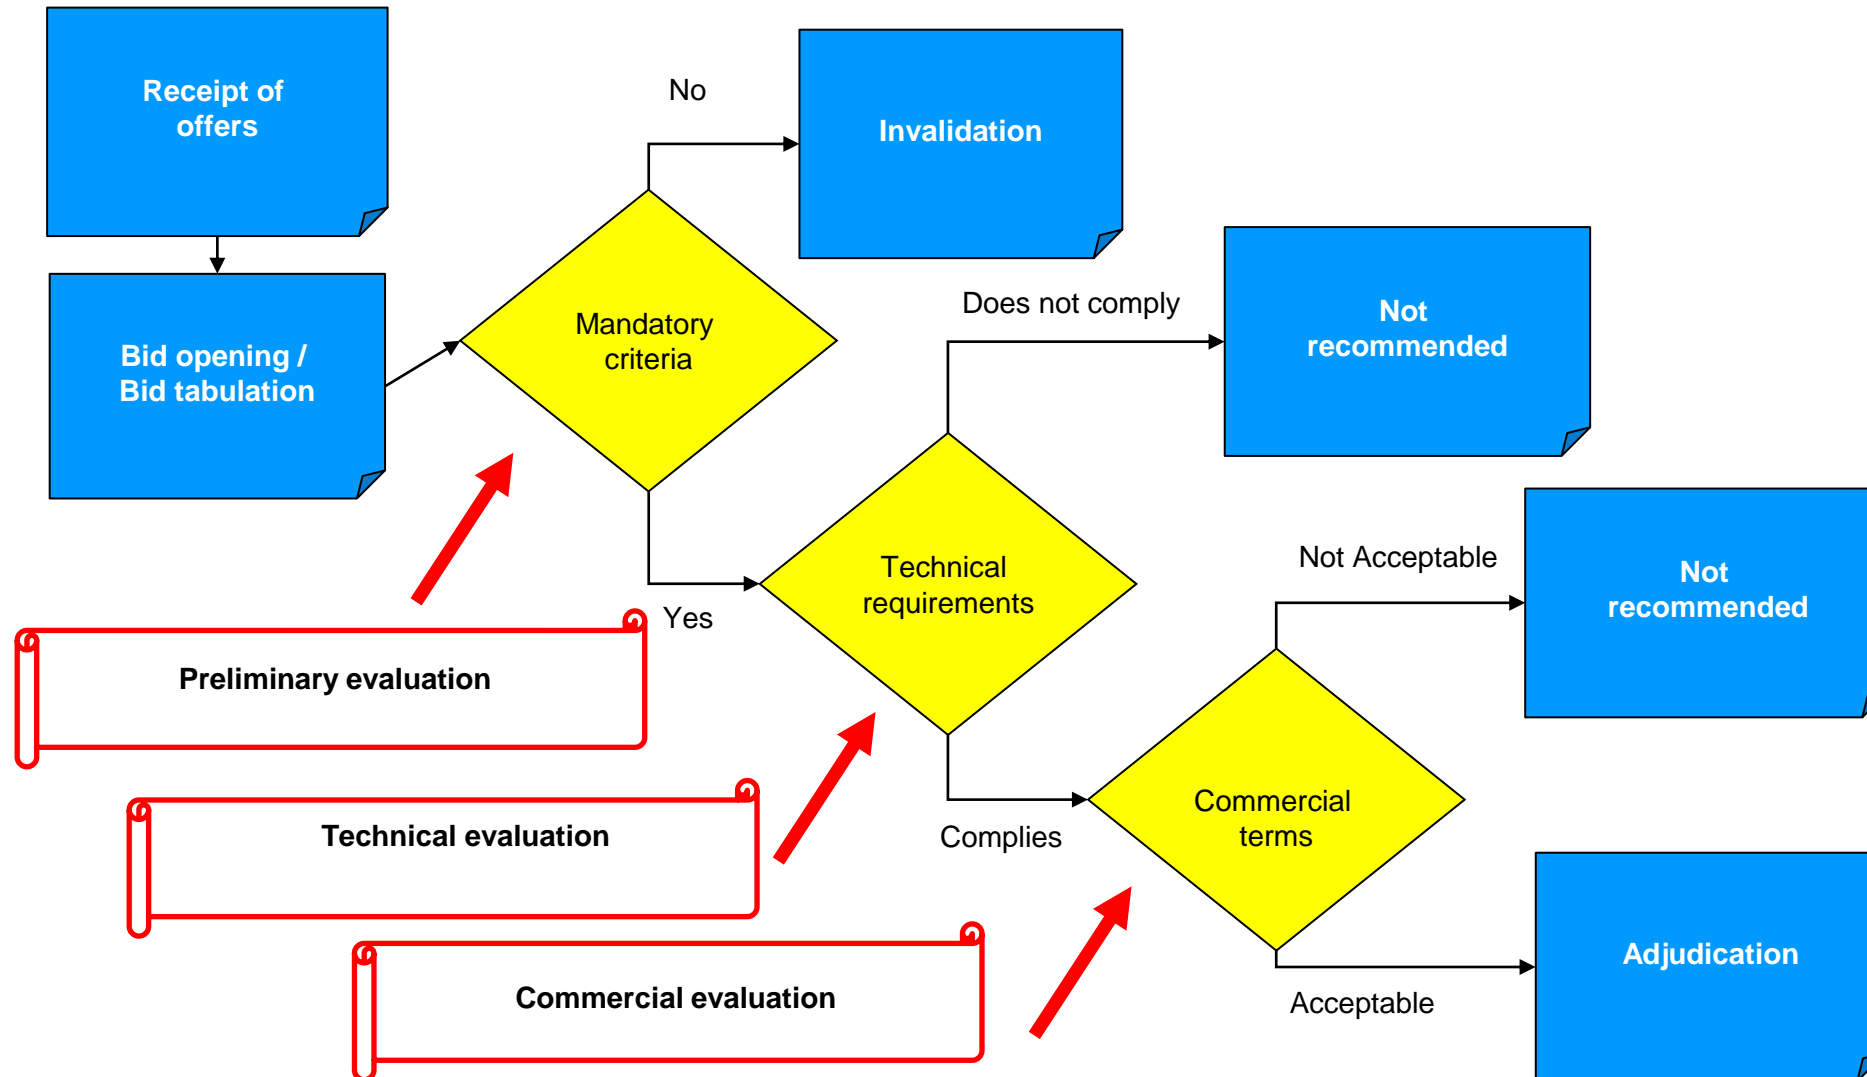 Receipt of
offers
No
Invalidation
Bid opening /
Bid tabulation
Mandatory
criteria
Does not comply
Not
recommended
Yes
Technical
requirements
Not Acceptable
Not
recommended
Preliminary evaluation
Technical evaluation
Complies
Commercial
terms
Commercial evaluation
Acceptable
Adjudication